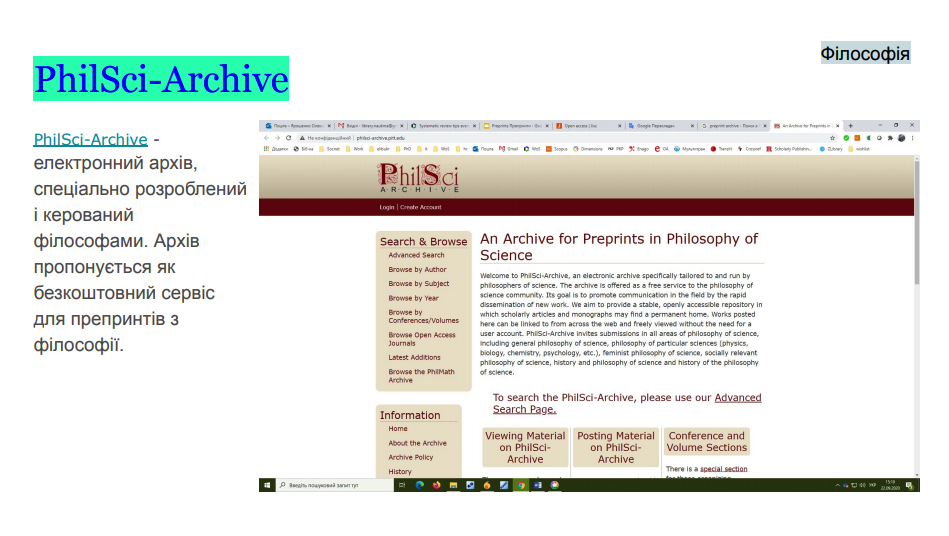 Філософія
PhilSci-Archive
PhilSci-Archive -
електронний архів,
спеціально розроблений
і керований
філософами. Архів
пропонується як
безкоштовний сервіс
для препринтів з
філософії.
Не конфіденційний | philsci-archive.pitt.edu
PhilSci
A·R·C·H·I·V·E
Login | Create Account
Search & Browse
Advanced Search
Browse by Author
Browse by Subject
Browse by Year
Browse by
Conferences/Volumes
Browse Open Access
Journals
Latest Additions
Browse the PhilMath
Archive
Information
Home
About the Archive
Archive Policy
History
An Archive for Preprints in Philosophy of
Science
Welcome to PhilSci-Archive, an electronic archive specifically tailored to and run by
philosophers of science. The archive is offered as a free service to the philosophy of
science community. Its goal is to promote communication in the field by the rapid
dissemination of new work. We aim to provide a stable, openly accessible repository in
which scholarly articles and monographs may find a permanent home. Works posted
here can be linked to from across the web and freely viewed without the need for a
user account. PhilSci-Archive invites submissions in all areas of philosophy of science,
including general philosophy of science, philosophy of particular sciences (physics,
biology, chemistry, psychology, etc.), feminist philosophy of science, socially relevant
philosophy of science, history and philosophy of science and history of the philosophy
of science.
To search the PhilSci-Archive, please use our Advanced
Search Page.
Viewing Material
on PhilSci-
Archive
Posting Material
on PhilSci-
Archive
Conference and
Volume Sections
There is a special section
Введіть пошуковий запит тут
УКР
15:19
22.09.2020